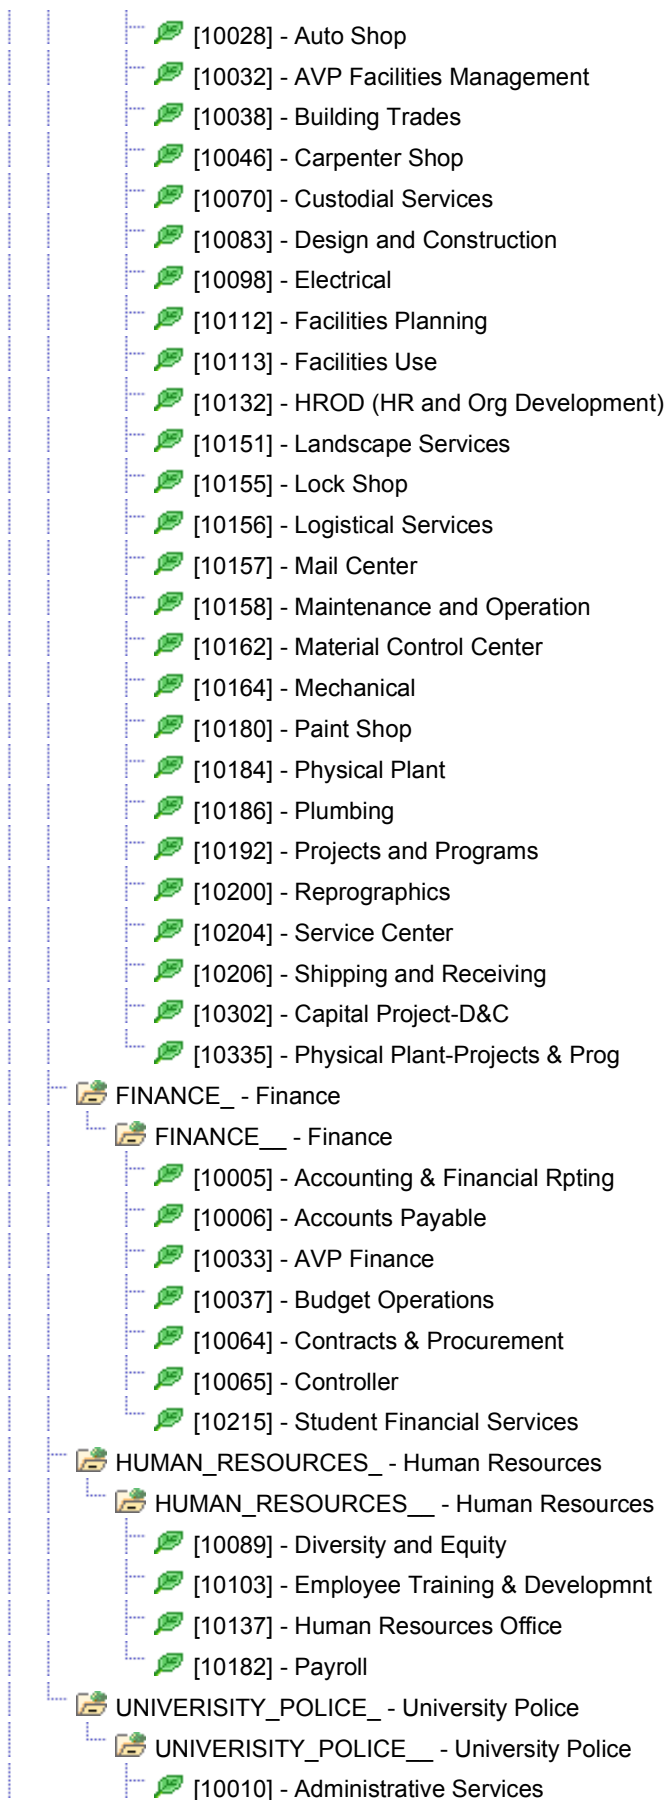 [10028] - Auto Shop
[10032] - AVP Facilities Management
[10038] - Building Trades
[10046] - Carpenter Shop
[10070] - Custodial Services
[10083] - Design and Construction
[10098] - Electrical
[10112] - Facilities Planning
[10113] - Facilities Use
[10132] - HROD (HR and Org Development)
[10151] - Landscape Services
[10155] - Lock Shop
[10156] - Logistical Services
[10157] - Mail Center
[10158] - Maintenance and Operation
[10162] - Material Control Center
[10164] - Mechanical
[10180] - Paint Shop
[10184] - Physical Plant
[10186] - Plumbing
[10192] - Projects and Programs
[10200] - Reprographics
[10204] - Service Center
[10206] - Shipping and Receiving
[10302] - Capital Project-D&C
[10335] - Physical Plant-Projects & Prog
FINANCE_ - Finance
FINANCE__ - Finance
[10005] - Accounting & Financial Rpting
[10006] - Accounts Payable
[10033] - AVP Finance
[10037] - Budget Operations
[10064] - Contracts & Procurement
[10065] - Controller
[10215] - Student Financial Services
HUMAN_RESOURCES_ - Human Resources
HUMAN_RESOURCES__ - Human Resources
[10089] - Diversity and Equity
[10103] - Employee Training & Developmnt
[10137] - Human Resources Office
[10182] - Payroll
UNIVERISITY_POLICE_ - University Police
UNIVERISITY_POLICE__ - University Police
[10010] - Administrative Services